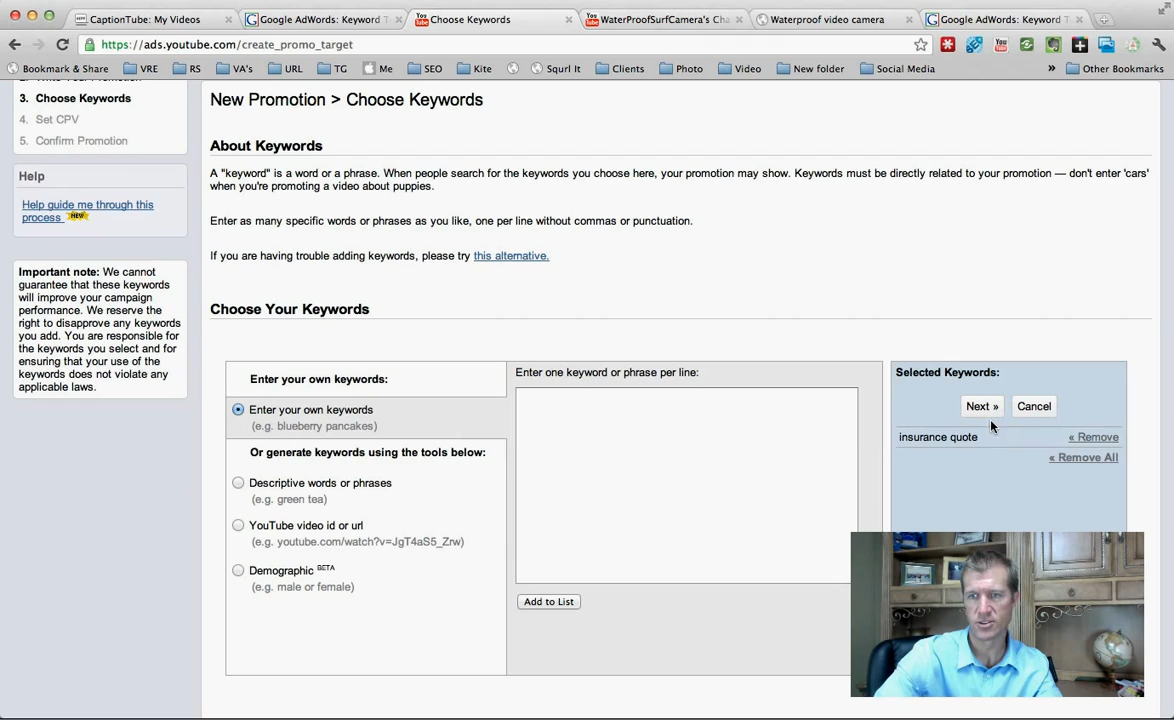 CaptionTube: My Videos
Google AdWords: Keyword T
Choose Keywords
WaterProofSurfCamera's Cha
Waterproof video camera
Google AdWords: Keyword T
https://ads.youtube.com/create_promo_target
Bookmark & Share
VRE
RS
VA's
URL
TG
Me
SEO
Kite
Squrl It
Clients
Photo
Video
New folder
Social Media
»
Other Bookmarks
3. Choose Keywords
4. Set CPV
5. Confirm Promotion
Help
Help guide me through this
process NEW
Important note: We cannot
guarantee that these keywords
will improve your campaign
performance. We reserve the
right to disapprove any keywords
you add. You are responsible for
the keywords you select and for
ensuring that your use of the
keywords does not violate any
applicable laws.
New Promotion > Choose Keywords
About Keywords
A "keyword" is a word or a phrase. When people search for the keywords you choose here, your promotion may show. Keywords must be directly related to your promotion — don't enter 'cars'
when you're promoting a video about puppies.
Enter as many specific words or phrases as you like, one per line without commas or punctuation.
If you are having trouble adding keywords, please try this alternative.
Choose Your Keywords
Enter your own keywords:
Enter your own keywords
(e.g. blueberry pancakes)
Or generate keywords using the tools below:
Descriptive words or phrases
(e.g. green tea)
YouTube video id or url
(e.g. youtube.com/watch?v=JgT4aS5_Zrw)
Demographic BETA
(e.g. male or female)
Enter one keyword or phrase per line:
Add to List
Selected Keywords:
Next »
Cancel
insurance quote
« Remove
« Remove All